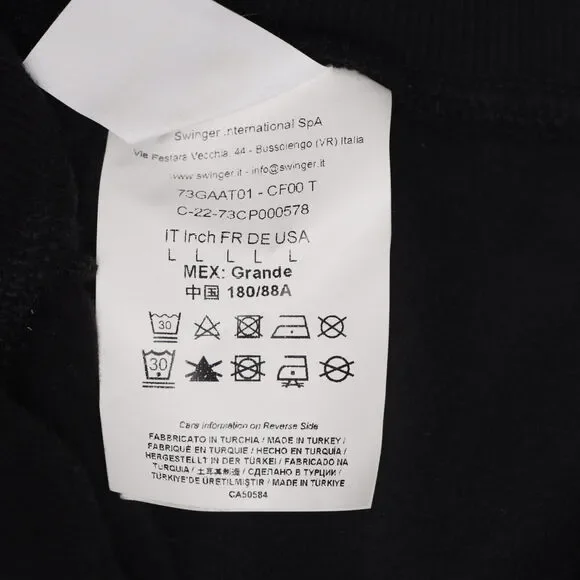 Swinger International SpA
Via Festara Vecchia, 44 - Bussolengo (VR) Italia
www.swinger.it - info@swinger.it
73GAAT01 - CF00 T
C-22-73CP000578
IT Inch FR DE USA
L L L L L
MEX: Grande
中国 180/88A
30
30
Care information on Reverse Side
FABBRICATO IN TURCHIA / MADE IN TURKEY /
FABRIQUÉ EN TURQUIE / HECHO EN TURQUÍA /
HERGESTELLT IN DER TÜRKEI / FABRICADO NA
TURQUIA / 土耳其制造 / СДЕЛАНО В ТУРЦИИ /
TÜRKİYE'DE ÜRETİLMİŞTİR / MADE IN TURKEY
CA50584